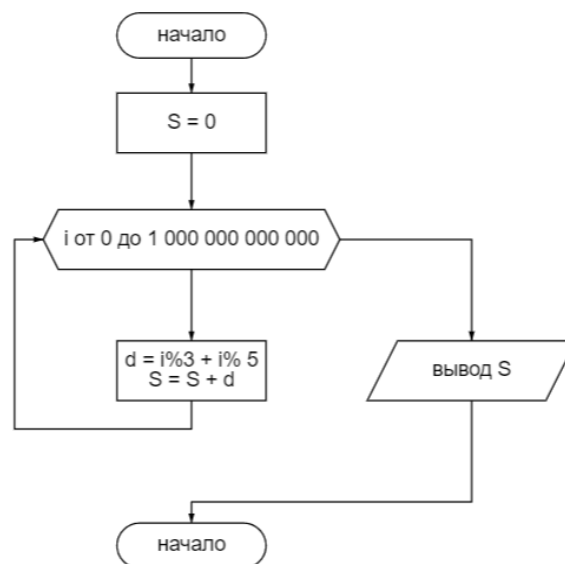 начало
S = 0
i от 0 до 1 000 000 000 000
d = i%3 + i% 5
S = S + d
вывод S
начало